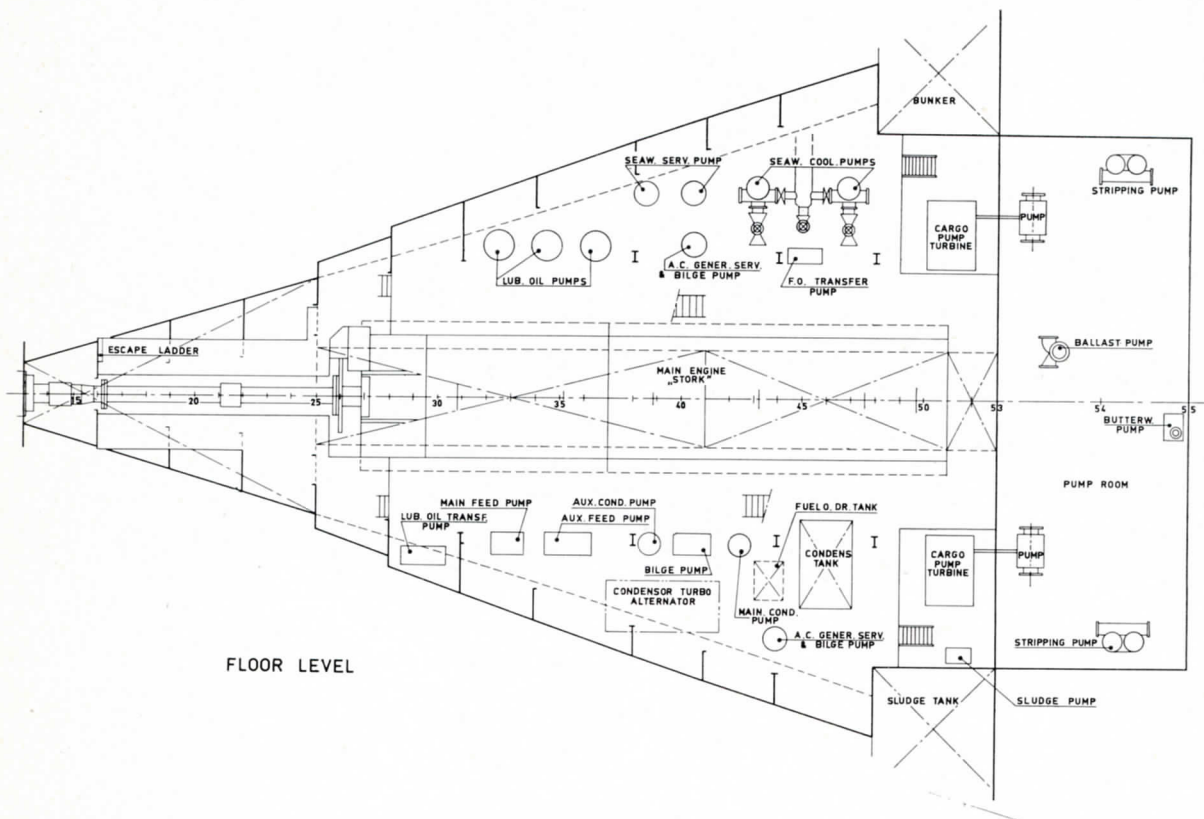 BUNKER
SEAW. SERV. PUMP
SEAW. COOL. PUMPS
STRIPPING PUMP
CARGO
PUMP
TURBINE
PUMP
LUB. OIL PUMPS
A.C. GENER. SERV.
& BILGE PUMP
F.O. TRANSFER
PUMP
ESCAPE LADDER
MAIN ENGINE
„STORK"
BALLAST PUMP
15
20
25
30
35
40
45
50
53
54
55
BUTTERW.
PUMP
PUMP ROOM
MAIN FEED PUMP
AUX. COND. PUMP
FUEL O. DR. TANK
LUB. OIL TRANSF.
PUMP
AUX. FEED PUMP
CONDENS
TANK
CARGO
PUMP
TURBINE
PUMP
BILGE PUMP
CONDENSOR TURBO
ALTERNATOR
MAIN. COND.
PUMP
A.C. GENER. SERV.
& BILGE PUMP
STRIPPING PUMP
FLOOR LEVEL
SLUDGE TANK
SLUDGE PUMP